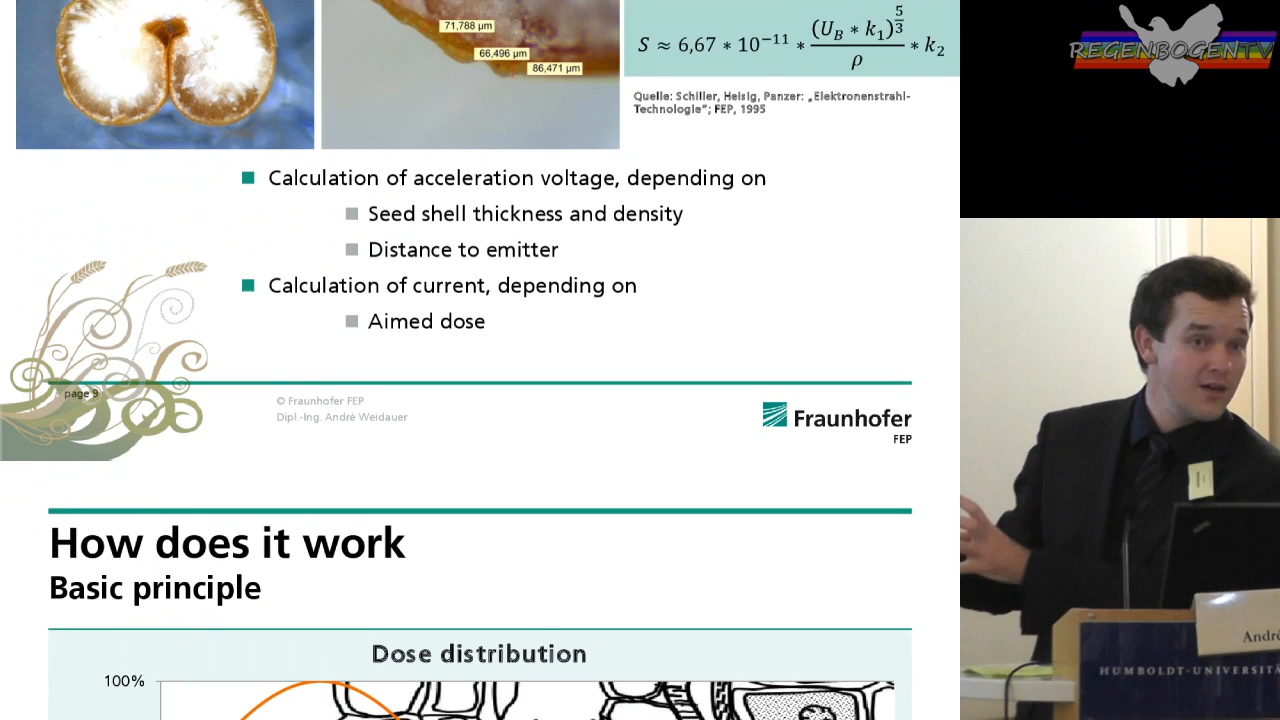 71,788 µm
66,496 µm
86,471 µm
S ≈ 6,67 * 10⁻¹¹ * (U_B * k₁)^(5/3) / ρ * k₂
Quelle: Schiller, Heisig, Panzer: „Elektronenstrahl-
Technologie"; FEP, 1995
■ Calculation of acceleration voltage, depending on
■ Seed shell thickness and density
■ Distance to emitter
■ Calculation of current, depending on
■ Aimed dose
page 9
© Fraunhofer FEP
Dipl.-Ing. André Weidauer
Fraunhofer
FEP
How does it work
Basic principle
Dose distribution
100%
REGENBOGENTV
André
HUMBOLDT-UNIVERSITÄ